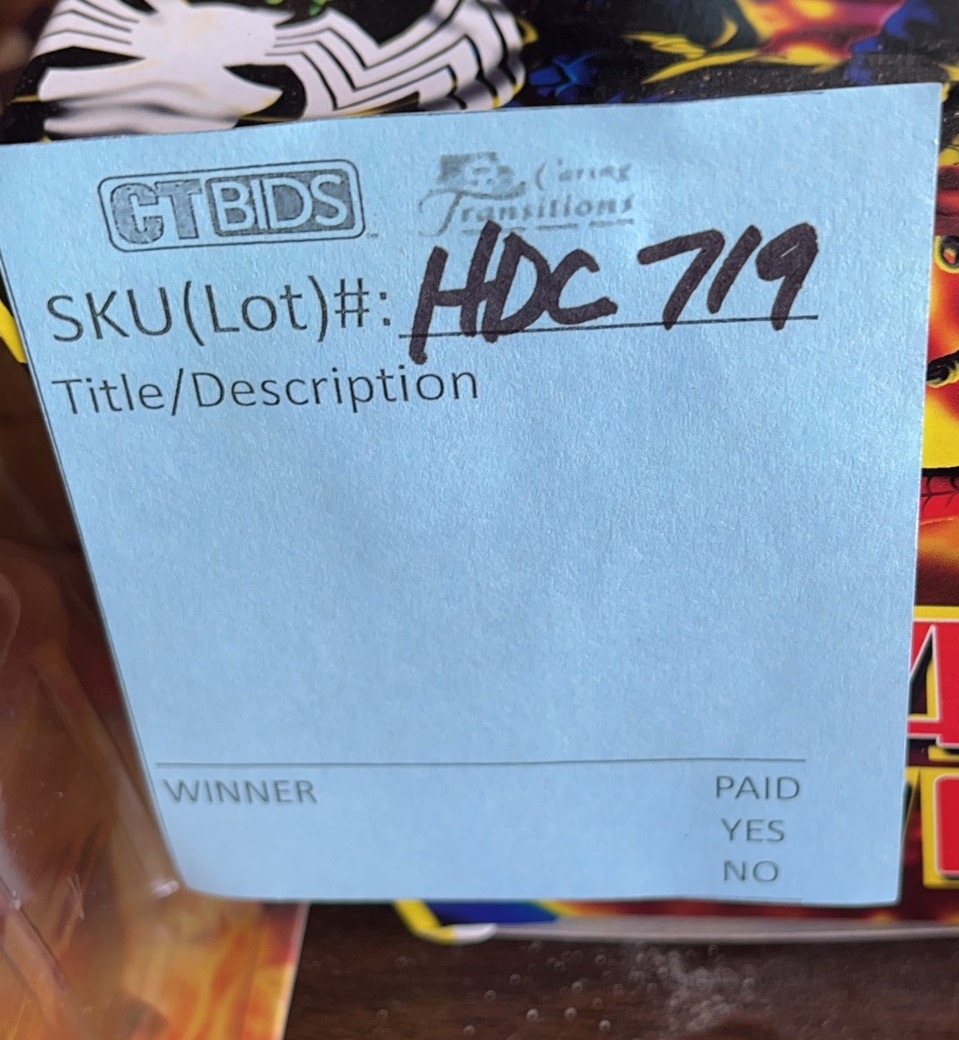 CTBIDS Caring Transitions
SKU(Lot)#: HDC 719
Title/Description
WINNER PAID
YES
NO